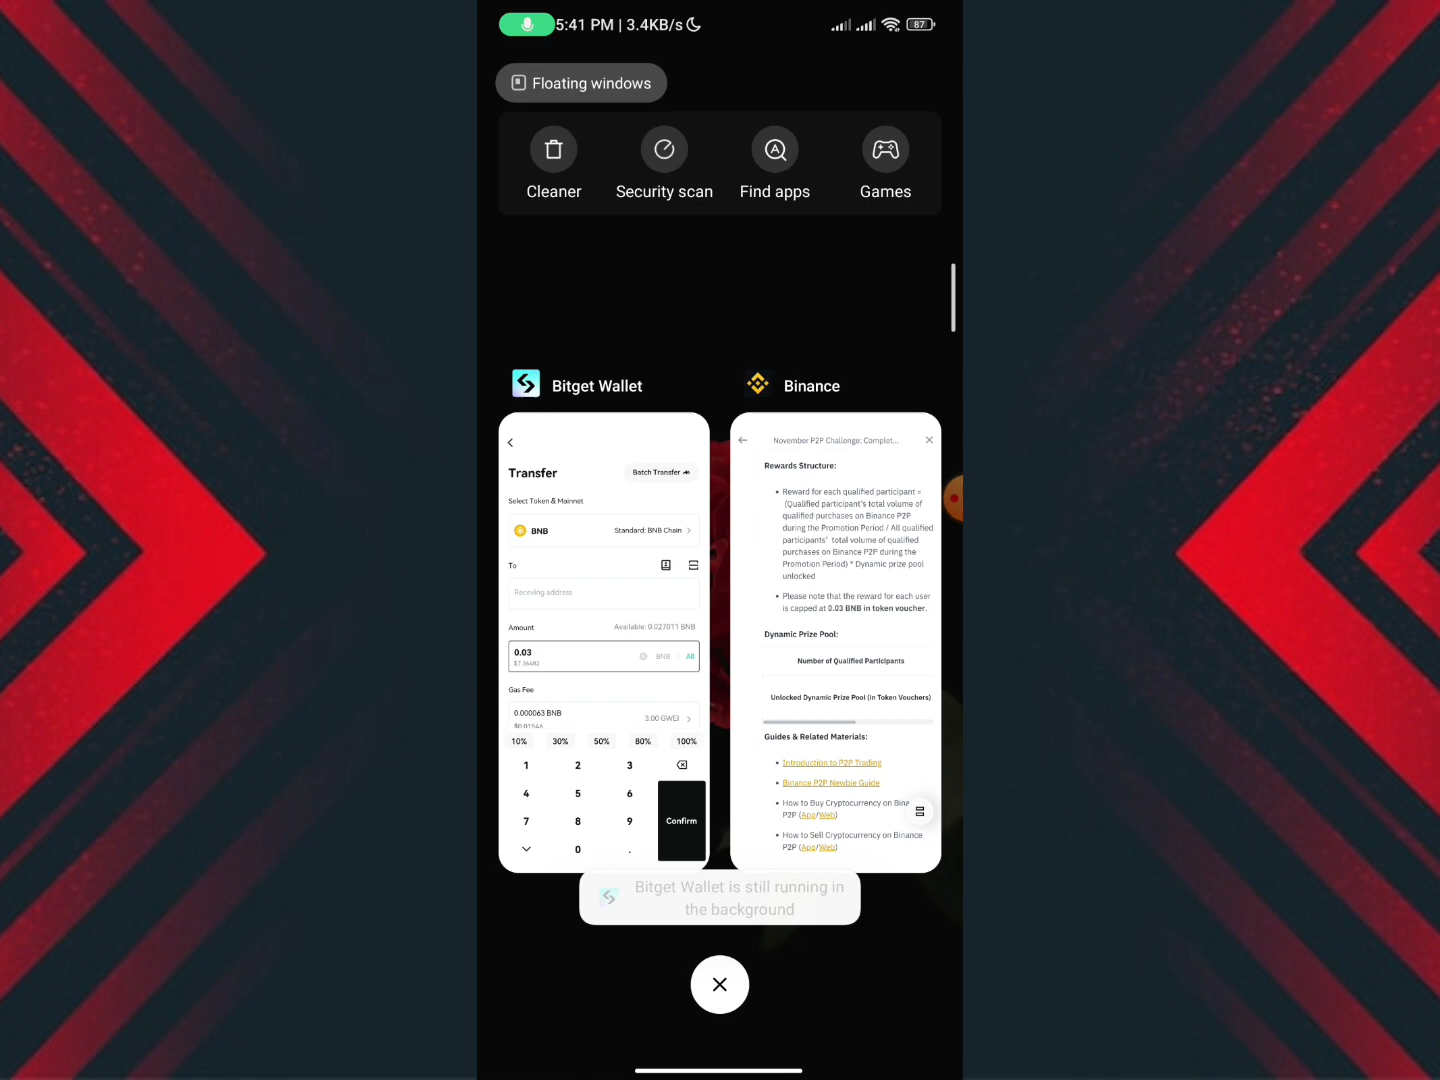 5:41 PM | 3.4KB/s
87
Floating windows
Cleaner
Security scan
Find apps
Games
Bitget Wallet
Transfer
Batch Transfer
Select Token & Mainnet
BNB
Standard: BNB Chain
To
Receving address
Amount
Available: 0.027011 BNB
0.03
$7.36482
BNB
All
Gas Fee
0.000063 BNB
$0.01546
3.00 GWEI
10% 30% 50% 80% 100%
1 2 3
4 5 6
7 8 9
0 .
Confirm
Binance
November P2P Challenge: Complet...
Rewards Structure:
• Reward for each qualified participant =
(Qualified participant's total volume of
qualified purchases on Binance P2P
during the Promotion Period / All qualified
participants' total volume of qualified
purchases on Binance P2P during the
Promotion Period) * Dynamic prize pool
unlocked
• Please note that the reward for each user
is capped at 0.03 BNB in token voucher.
Dynamic Prize Pool:
Number of Qualified Participants
Unlocked Dynamic Prize Pool (in Token Vouchers)
Guides & Related Materials:
• Introduction to P2P Trading
• Binance P2P Newbie Guide
• How to Buy Cryptocurrency on Bina
P2P (App/Web)
• How to Sell Cryptocurrency on Binance
P2P (App/Web)
Bitget Wallet is still running in
the background